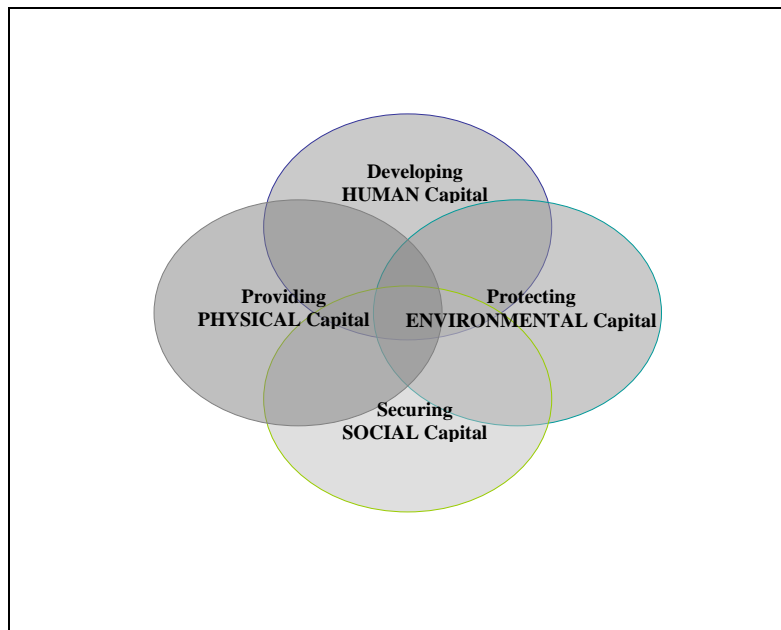 Developing
HUMAN Capital
Providing
PHYSICAL Capital
Protecting
ENVIRONMENTAL Capital
Securing
SOCIAL Capital